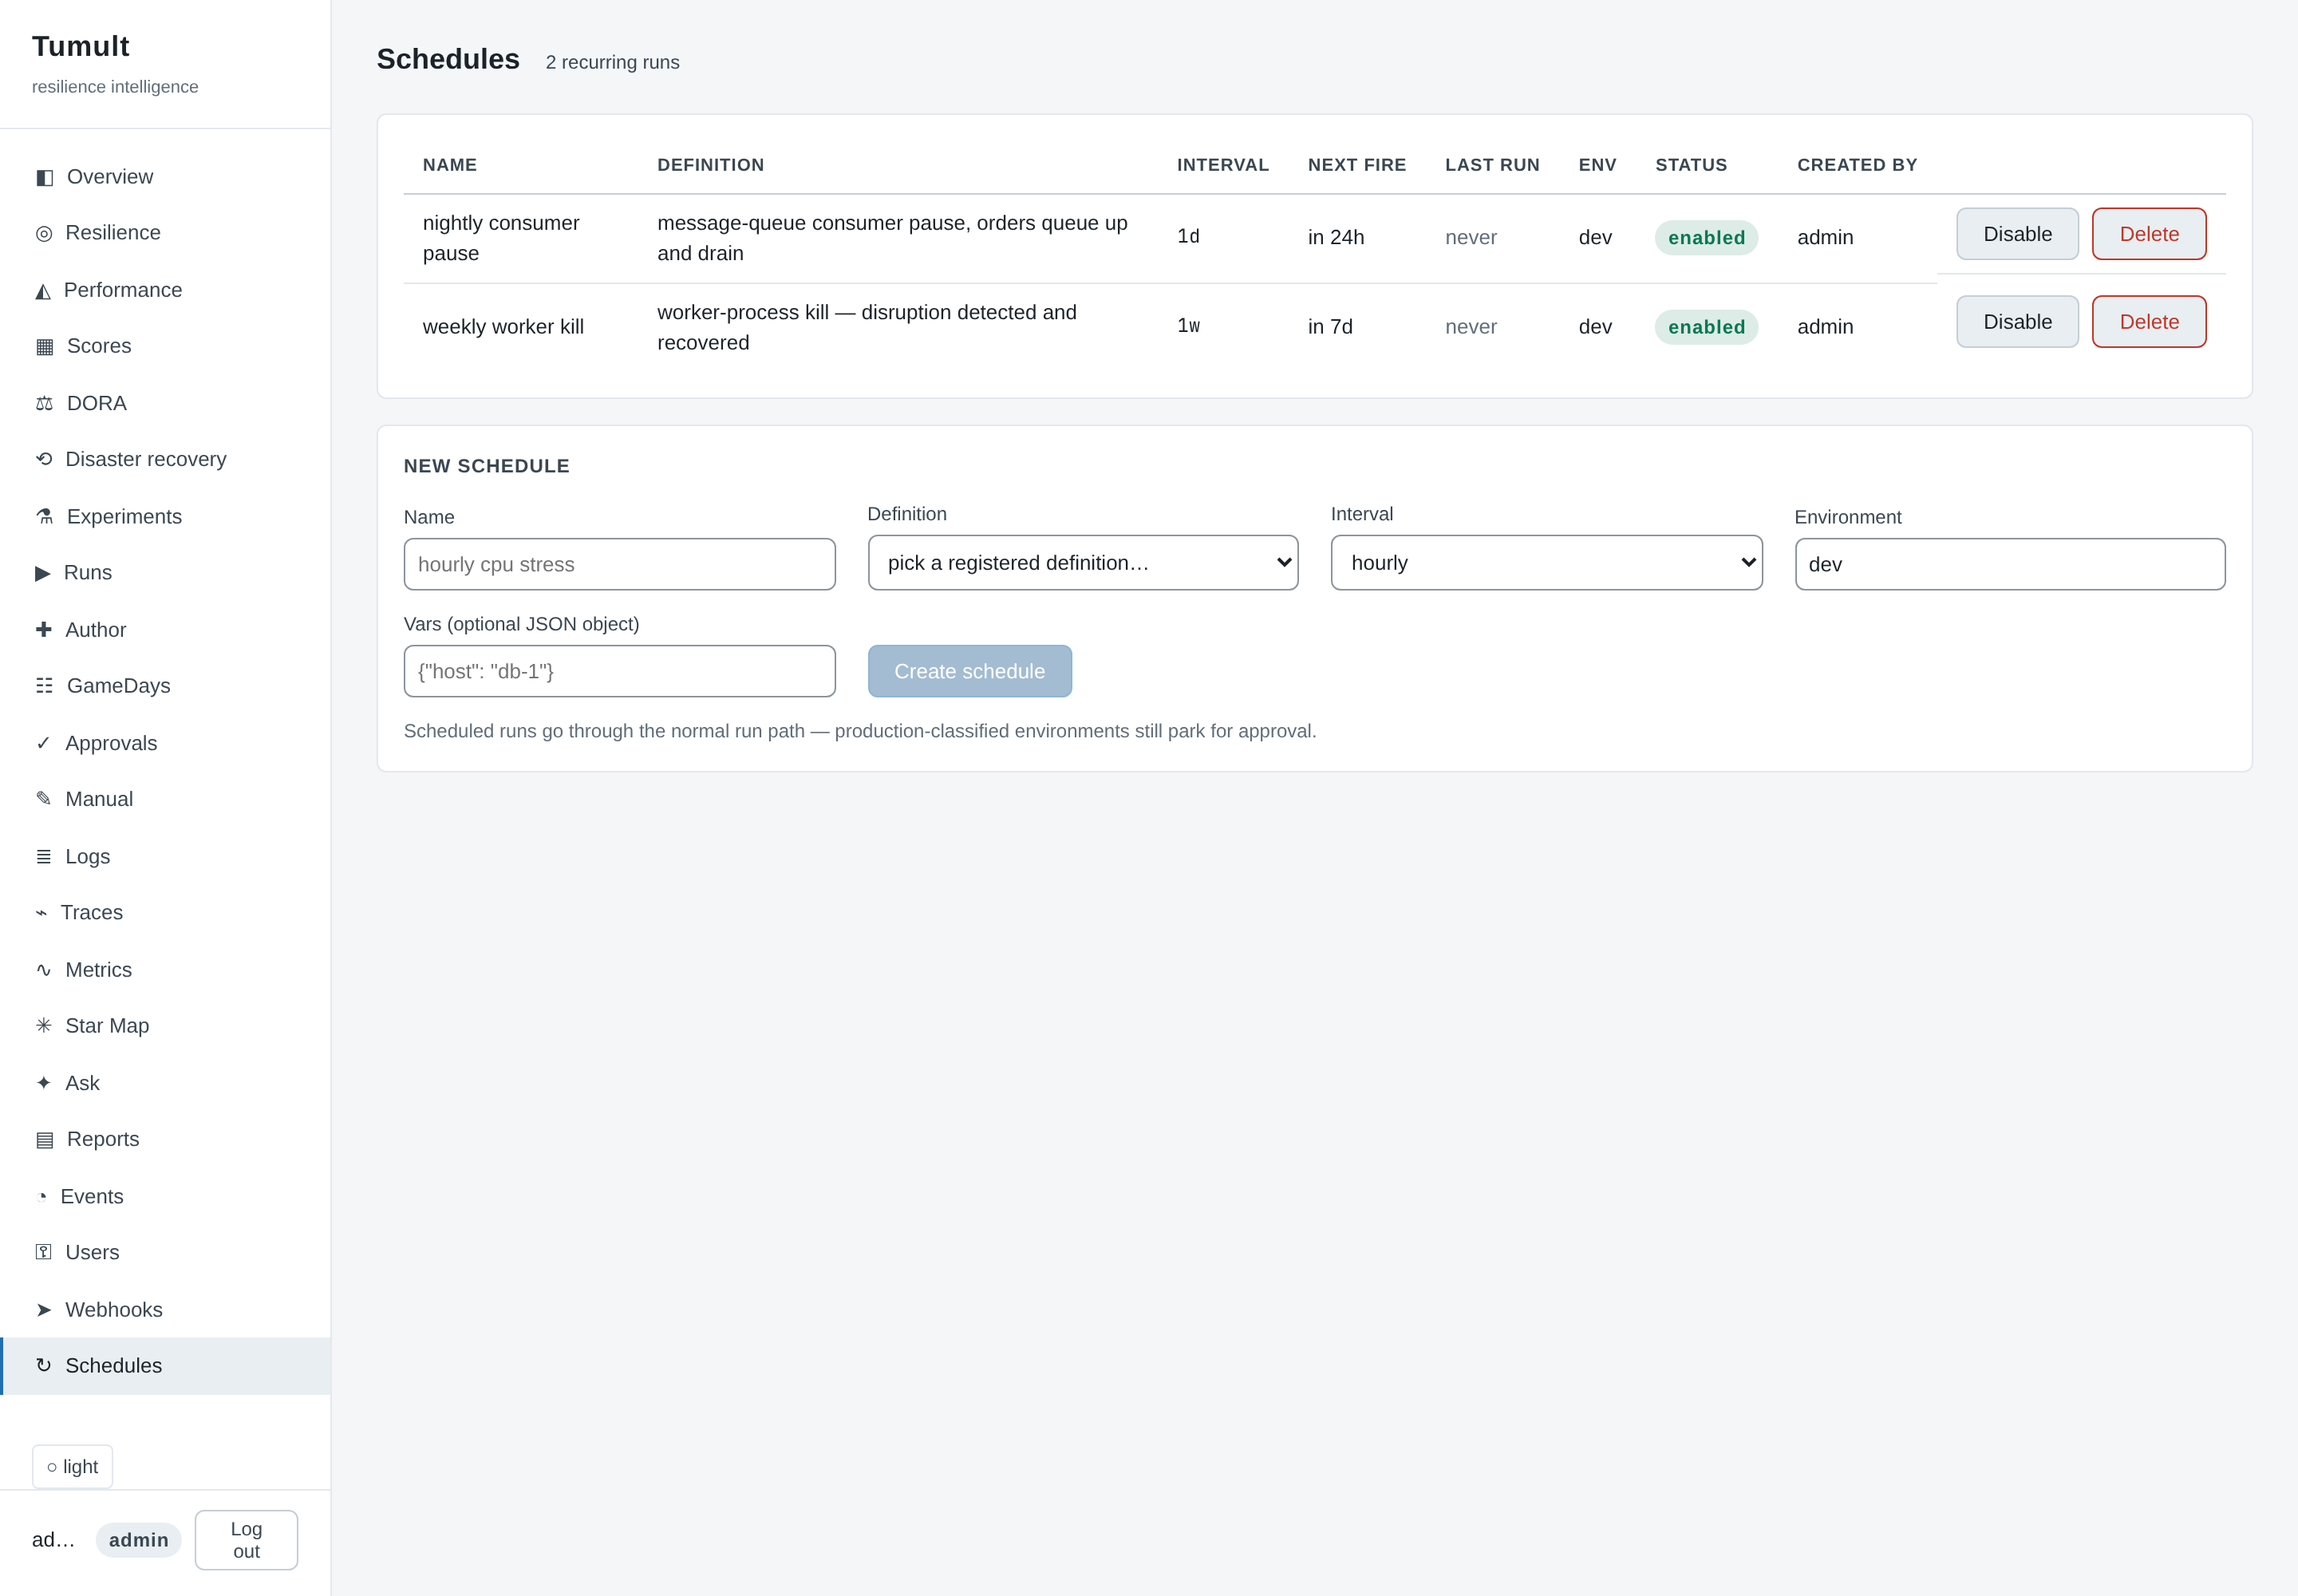 Tumult
resilience intelligence
◧ Overview
◎ Resilience
◭ Performance
▦ Scores
⚖ DORA
⟲ Disaster recovery
⚗ Experiments
▶ Runs
✚ Author
☷ GameDays
✓ Approvals
✎ Manual
≣ Logs
⌁ Traces
∿ Metrics
✳ Star Map
✦ Ask
▤ Reports
Events
⚿ Users
➤ Webhooks
↻ Schedules
○ light
ad… admin Log
out
Schedules 2 recurring runs
NAME DEFINITION INTERVAL NEXT FIRE LAST RUN ENV STATUS CREATED BY
nightly consumer
pause
message-queue consumer pause, orders queue up
and drain
1d in 24h never dev enabled admin Disable Delete
weekly worker kill
worker-process kill — disruption detected and
recovered
1w in 7d never dev enabled admin Disable Delete
NEW SCHEDULE
Name Definition Interval Environment
hourly cpu stress pick a registered definition… hourly dev
Vars (optional JSON object)
{"host": "db-1"} Create schedule
Scheduled runs go through the normal run path — production-classified environments still park for approval.